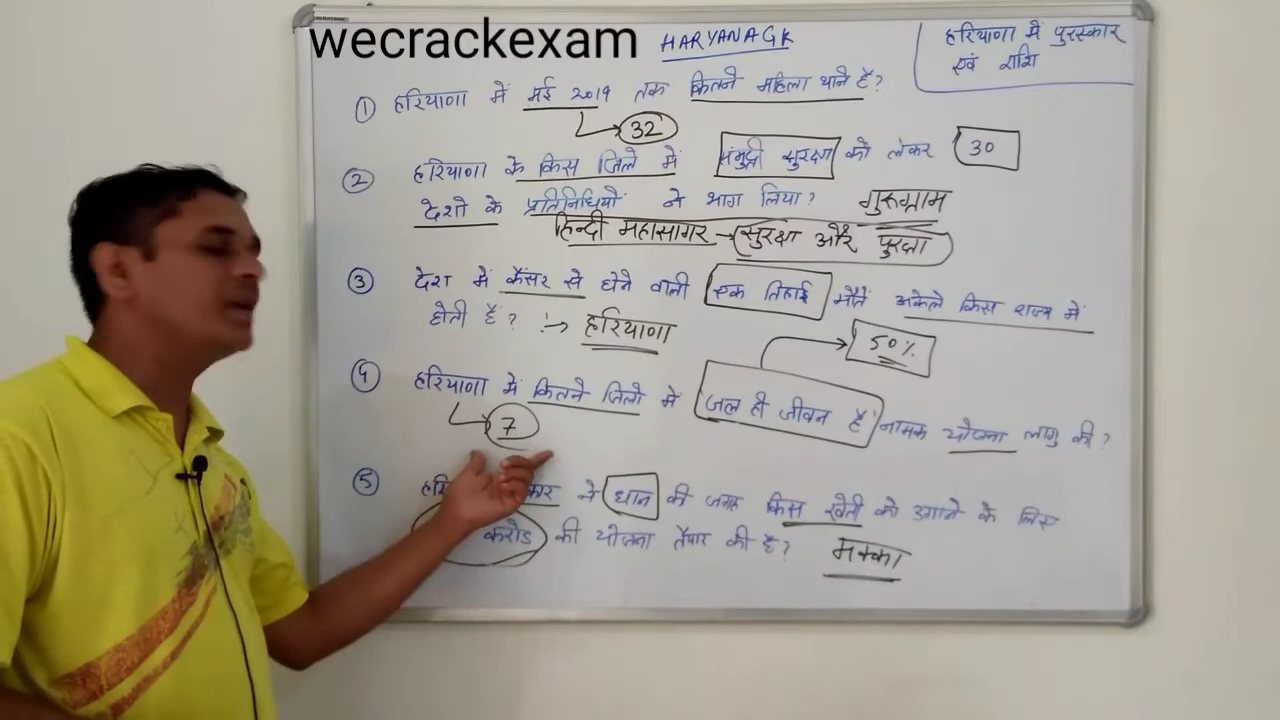 wecrackexam
HARYANA GK
हरियाणा में पुरस्कार
एवं राशि
① हरियाणा में मई 2019 तक कितने महिला थाने है?
32
② हरियाणा के किस जिले में संमुद्री सुरक्षा को लेकर 30
देशो के प्रतिनिधियों ने भाग लिया? गुरूग्राम
हिन्दी महासागर → सुरक्षा और
③ देश में कैंसर से होने वाली एक तिहाई मौतें अकेले किस राज्य में
होती हैं? :→ हरियाणा
50%
④ हरियाणा में कितने जिलो में जल ही जीवन है" नामक योजना लागु की?
7
⑤ ने धान की जगह किस खेती को उगाने के लिए
करोड की योजना तैयार की है? मक्का